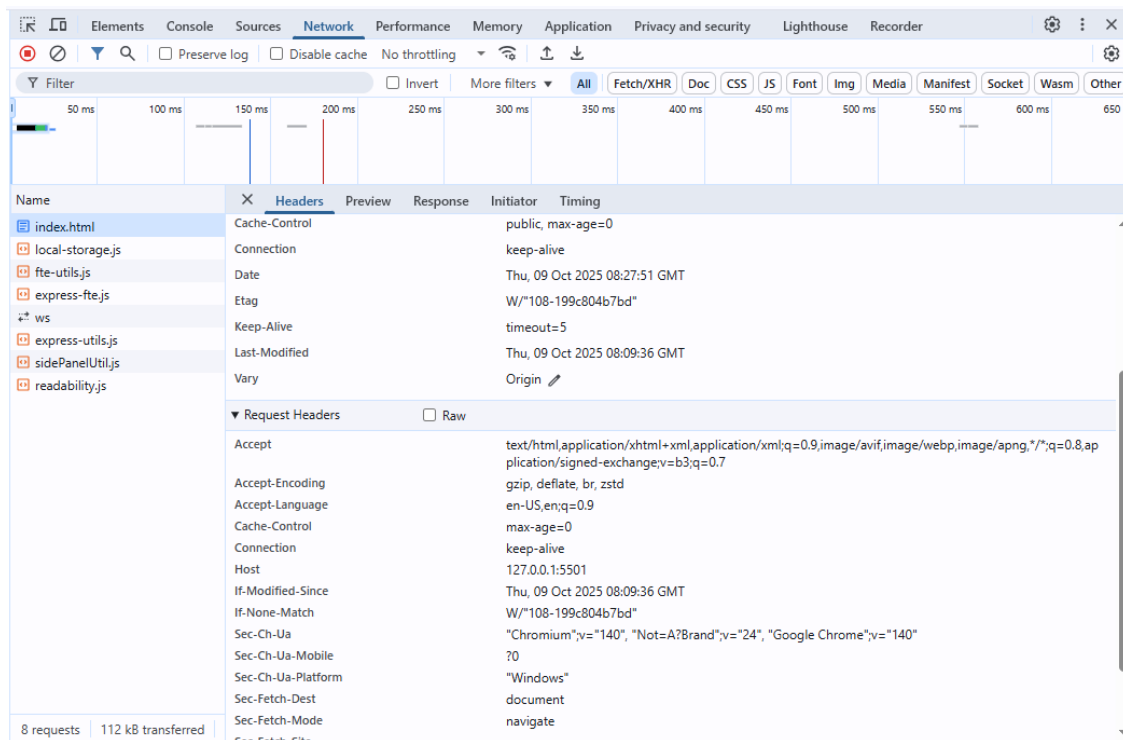 Elements Console Sources Network Performance Memory Application Privacy and security Lighthouse Recorder
Preserve log Disable cache No throttling
Filter Invert More filters All Fetch/XHR Doc CSS JS Font Img Media Manifest Socket Wasm Other
50 ms 100 ms 150 ms 200 ms 250 ms 300 ms 350 ms 400 ms 450 ms 500 ms 550 ms 600 ms 650
Name
index.html
local-storage.js
fte-utils.js
express-fte.js
ws
express-utils.js
sidePanelUtil.js
readability.js
8 requests 112 kB transferred
Headers Preview Response Initiator Timing
Cache-Control public, max-age=0
Connection keep-alive
Date Thu, 09 Oct 2025 08:27:51 GMT
Etag W/"108-199c804b7bd"
Keep-Alive timeout=5
Last-Modified Thu, 09 Oct 2025 08:09:36 GMT
Vary Origin
Request Headers Raw
Accept text/html,application/xhtml+xml,application/xml;q=0.9,image/avif,image/webp,image/apng,*/*;q=0.8,ap
plication/signed-exchange;v=b3;q=0.7
Accept-Encoding gzip, deflate, br, zstd
Accept-Language en-US,en;q=0.9
Cache-Control max-age=0
Connection keep-alive
Host 127.0.0.1:5501
If-Modified-Since Thu, 09 Oct 2025 08:09:36 GMT
If-None-Match W/"108-199c804b7bd"
Sec-Ch-Ua "Chromium";v="140", "Not=A?Brand";v="24", "Google Chrome";v="140"
Sec-Ch-Ua-Mobile ?0
Sec-Ch-Ua-Platform "Windows"
Sec-Fetch-Dest document
Sec-Fetch-Mode navigate